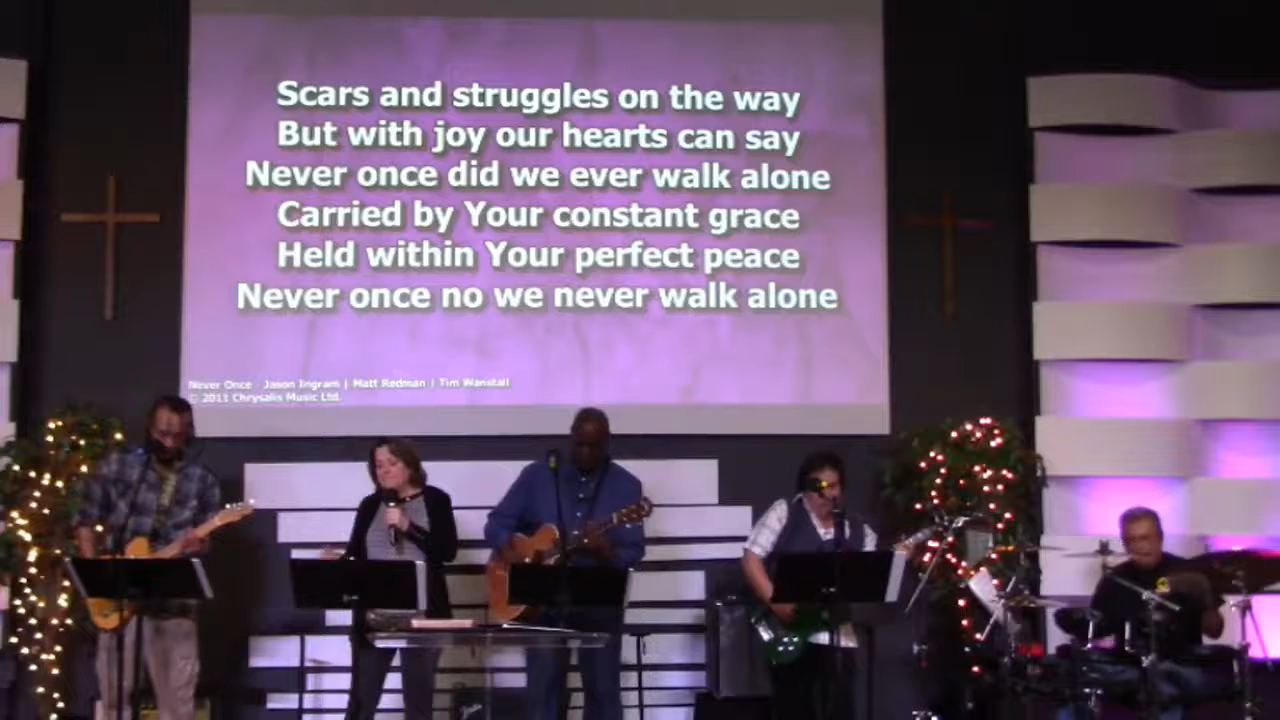 Scars and struggles on the way
But with joy our hearts can say
Never once did we ever walk alone
Carried by Your constant grace
Held within Your perfect peace
Never once no we never walk alone
Never Once - Jason Ingram | Matt Redman | Tim Wanstall
© 2011 Chrysalis Music Ltd.